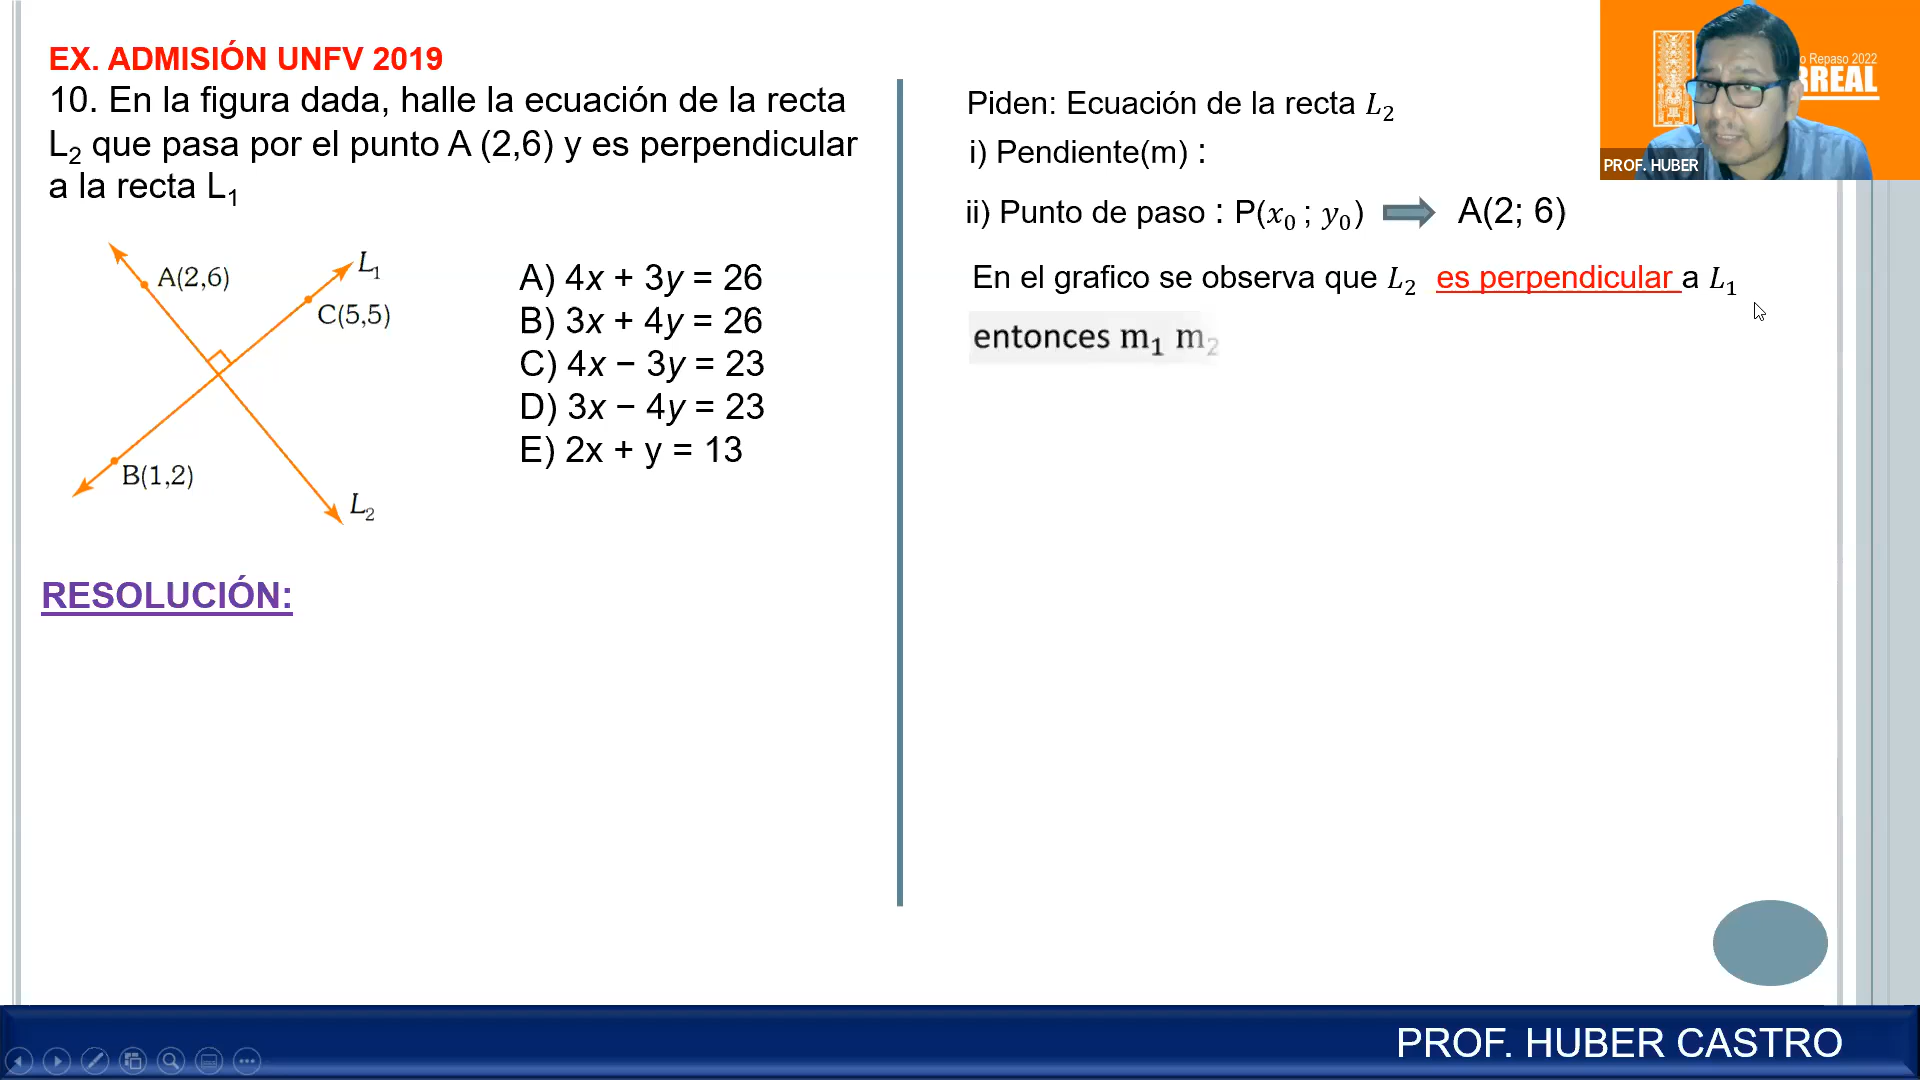 EX. ADMISIÓN UNFV 2019
10. En la figura dada, halle la ecuación de la recta
L₂ que pasa por el punto A (2,6) y es perpendicular
a la recta L₁
A(2,6)
L₁
C(5,5)
B(1,2)
L₂
A) 4x + 3y = 26
B) 3x + 4y = 26
C) 4x − 3y = 23
D) 3x − 4y = 23
E) 2x + y = 13
RESOLUCIÓN:
Piden: Ecuación de la recta L₂
i) Pendiente(m) :
ii) Punto de paso : P(x₀ ; y₀) A(2; 6)
En el grafico se observa que L₂ es perpendicular a L₁
entonces m₁ m₂
o Repaso 2022
RREAL
PROF. HUBER
PROF. HUBER CASTRO